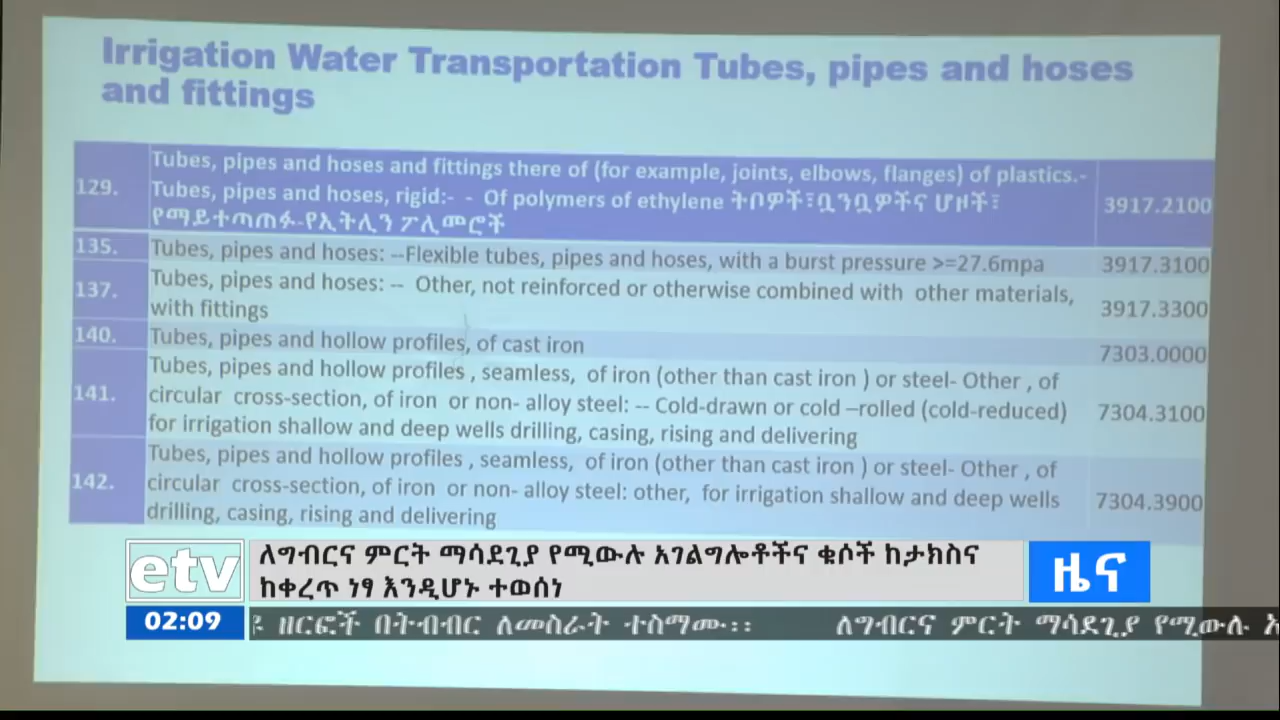 Irrigation Water Transportation Tubes, pipes and hoses
and fittings
129.
Tubes, pipes and hoses and fittings there of (for example, joints, elbows, flanges) of plastics.-
Tubes, pipes and hoses, rigid:- - Of polymers of ethylene ትቦዎች፣ቧንቧዎችና ሆዞች፣
የማይተጣጠፉ-የኢትሊን ፖሊመሮች
3917.2100
135.
Tubes, pipes and hoses: --Flexible tubes, pipes and hoses, with a burst pressure >=27.6mpa
3917.3100
137.
Tubes, pipes and hoses: -- Other, not reinforced or otherwise combined with other materials,
with fittings
3917.3300
140.
Tubes, pipes and hollow profiles, of cast iron
7303.0000
141.
Tubes, pipes and hollow profiles , seamless, of iron (other than cast iron ) or steel- Other , of
circular cross-section, of iron or non- alloy steel: -- Cold-drawn or cold –rolled (cold-reduced)
for irrigation shallow and deep wells drilling, casing, rising and delivering
7304.3100
142.
Tubes, pipes and hollow profiles , seamless, of iron (other than cast iron ) or steel- Other , of
circular cross-section, of iron or non- alloy steel: other, for irrigation shallow and deep wells
drilling, casing, rising and delivering
7304.3900
etv
ለግብርና ምርት ማሳደጊያ የሚውሉ አገልግሎቶችና ቁሶች ከታክስና
ከቀረጥ ነፃ እንዲሆኑ ተወሰነ
ዜና
02:09
ዘርፎች በትብብር ለመስራት ተስማሙ፡፡ ለግብርና ምርት ማሳደጊያ የሚውሉ